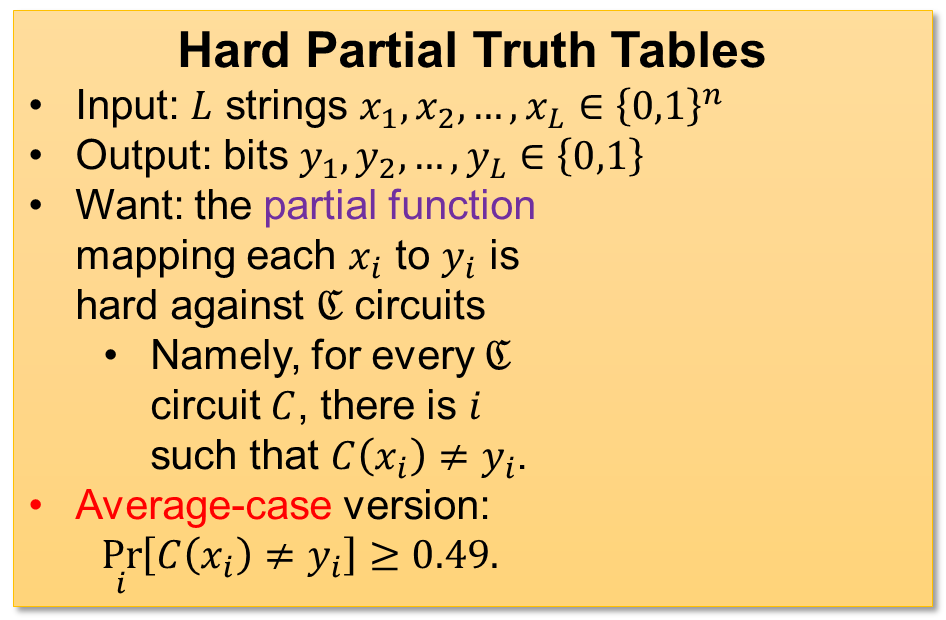 Hard Partial Truth Tables
• Input: 𝐿 strings 𝑥₁, 𝑥₂, … , 𝑥_𝐿 ∈ {0,1}ⁿ
• Output: bits 𝑦₁, 𝑦₂, … , 𝑦_𝐿 ∈ {0,1}
• Want: the partial function
mapping each 𝑥ᵢ to 𝑦ᵢ is
hard against ℭ circuits
• Namely, for every ℭ
circuit 𝐶, there is 𝑖
such that 𝐶(𝑥ᵢ) ≠ 𝑦ᵢ.
• Average-case version:
Pr_𝑖[𝐶(𝑥ᵢ) ≠ 𝑦ᵢ] ≥ 0.49.